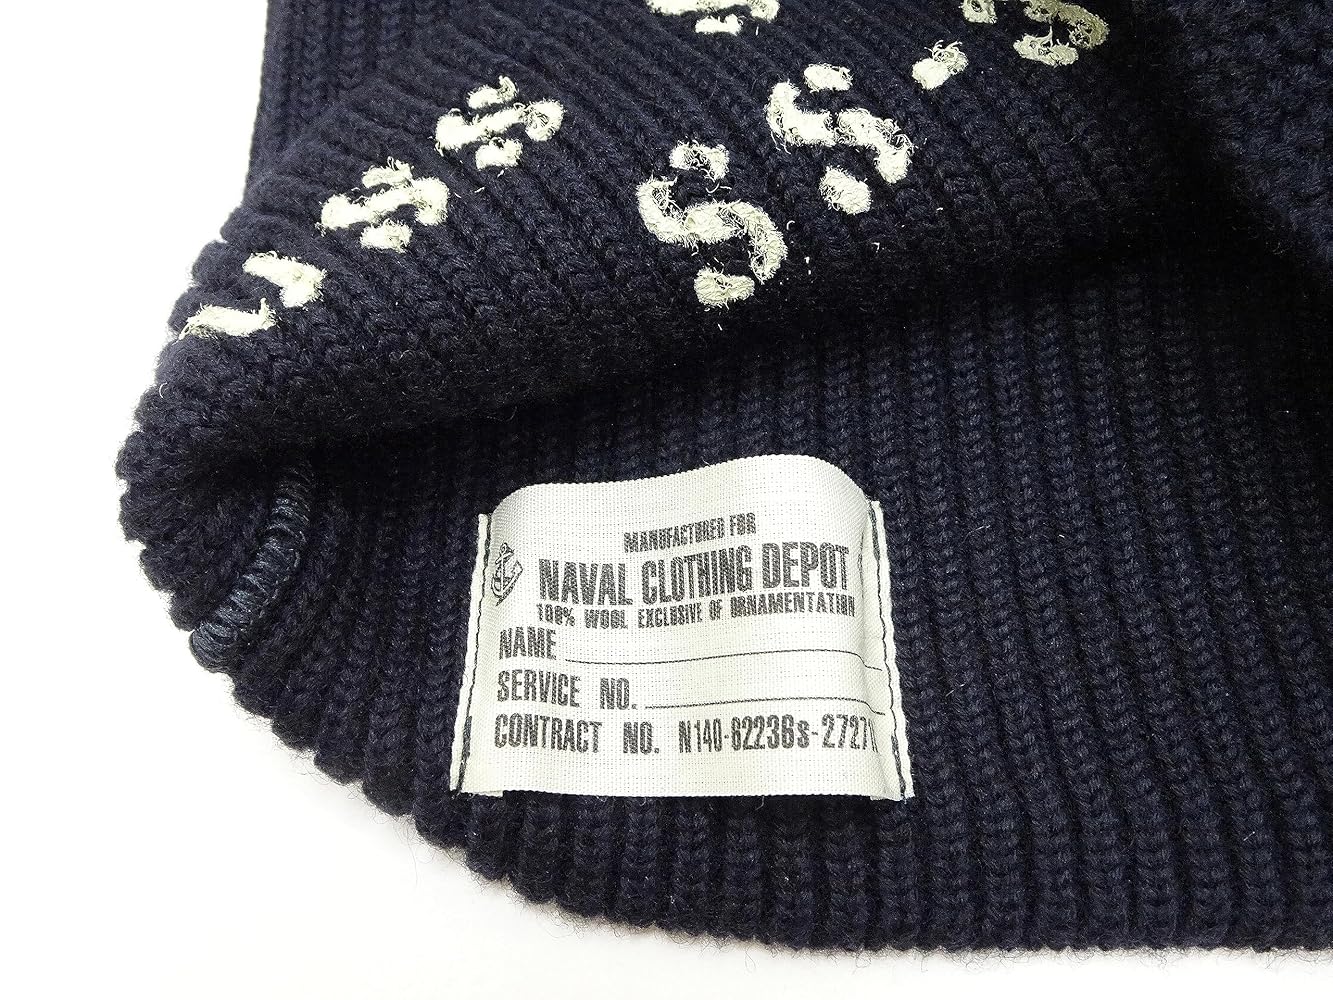 MANUFACTURED FOR
NAVAL CLOTHING DEPOT
100% WOOL EXCLUSIVE OF ORNAMENTATION
NAME
SERVICE NO.
CONTRACT NO. N140-62236s-2727